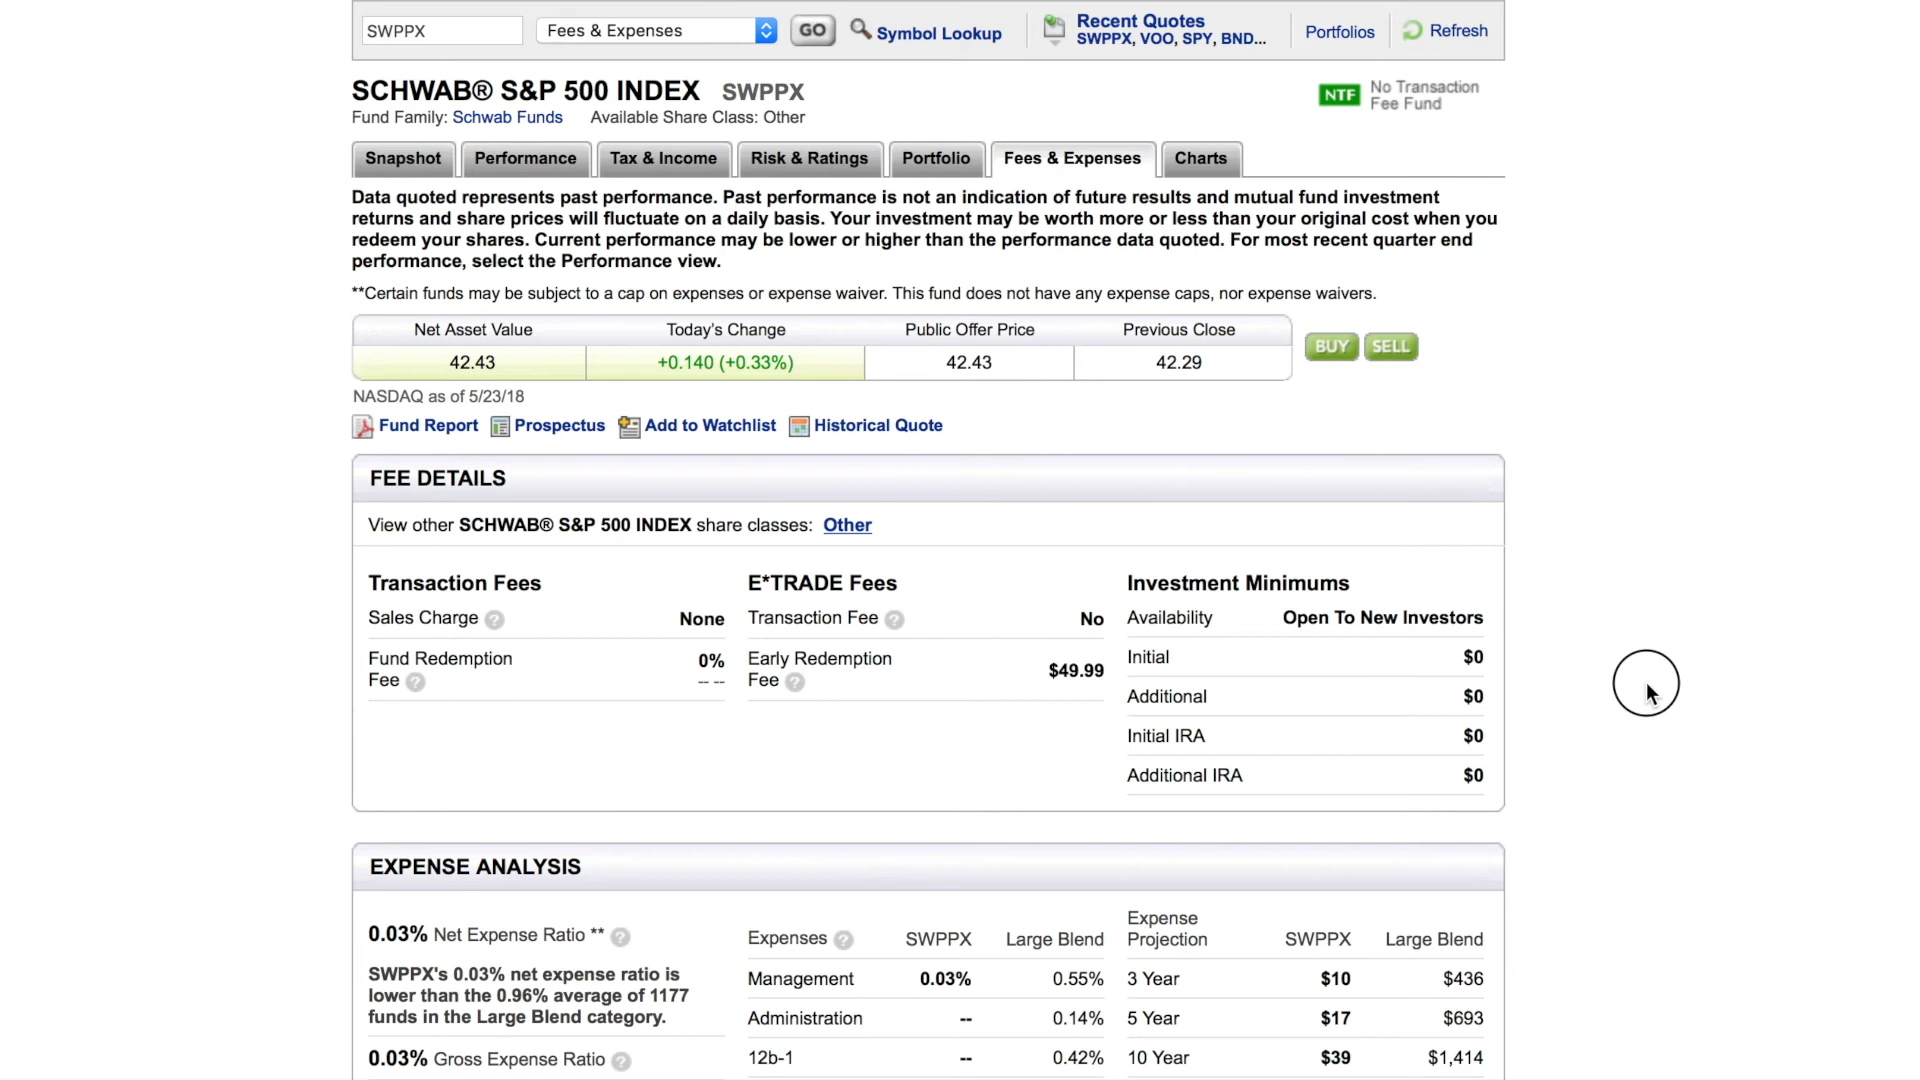 SWPPX Fees & Expenses GO Symbol Lookup Recent Quotes Portfolios Refresh
SWPPX, VOO, SPY, BND...
SCHWAB® S&P 500 INDEX SWPPX
NTF No Transaction
Fee Fund
Fund Family: Schwab Funds Available Share Class: Other
Snapshot Performance Tax & Income Risk & Ratings Portfolio Fees & Expenses Charts
Data quoted represents past performance. Past performance is not an indication of future results and mutual fund investment
returns and share prices will fluctuate on a daily basis. Your investment may be worth more or less than your original cost when you
redeem your shares. Current performance may be lower or higher than the performance data quoted. For most recent quarter end
performance, select the Performance view.
**Certain funds may be subject to a cap on expenses or expense waiver. This fund does not have any expense caps, nor expense waivers.
Net Asset Value Today's Change Public Offer Price Previous Close
42.43 +0.140 (+0.33%) 42.43 42.29
BUY SELL
NASDAQ as of 5/23/18
Fund Report Prospectus Add to Watchlist Historical Quote
FEE DETAILS
View other SCHWAB® S&P 500 INDEX share classes: Other
Transaction Fees
Sales Charge ? None
Fund Redemption
Fee ? 0%
-- --
E*TRADE Fees
Transaction Fee ? No
Early Redemption
Fee ? $49.99
Investment Minimums
Availability Open To New Investors
Initial $0
Additional $0
Initial IRA $0
Additional IRA $0
EXPENSE ANALYSIS
0.03% Net Expense Ratio ** ?
SWPPX's 0.03% net expense ratio is
lower than the 0.96% average of 1177
funds in the Large Blend category.
0.03% Gross Expense Ratio ?
Expenses ? SWPPX Large Blend
Management 0.03% 0.55%
Administration -- 0.14%
12b-1 -- 0.42%
Expense
Projection SWPPX Large Blend
3 Year $10 $436
5 Year $17 $693
10 Year $39 $1,414